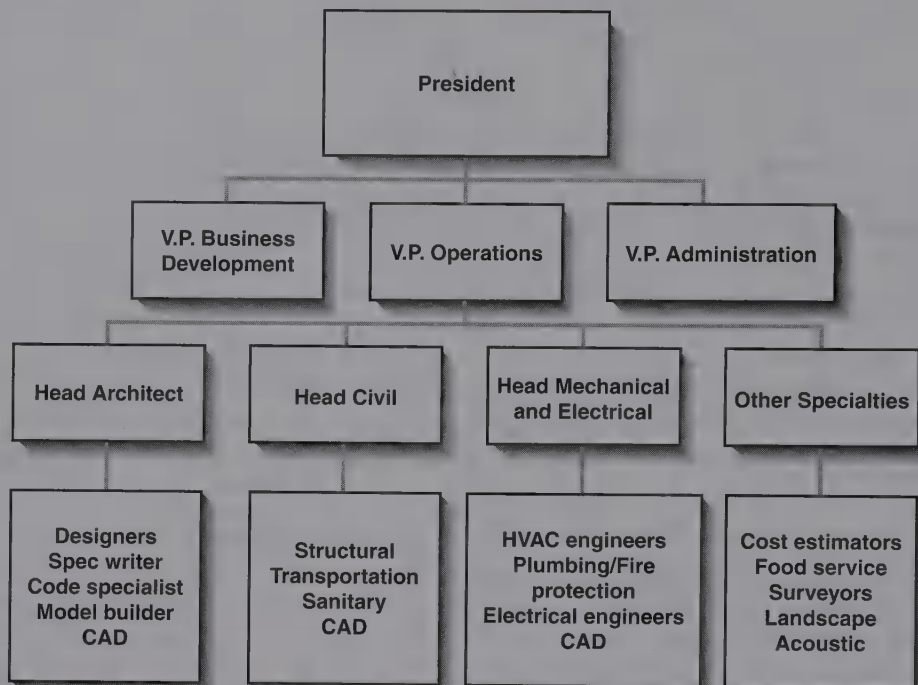 President
V.P. Business
Development
V.P. Operations
V.P. Administration
Head Architect
Head Civil
Head Mechanical
and Electrical
Other Specialties
Designers
Spec writer
Code specialist
Model builder
CAD
Structural
Transportation
Sanitary
CAD
HVAC engineers
Plumbing/Fire
protection
Electrical engineers
CAD
Cost estimators
Food service
Surveyors
Landscape
Acoustic